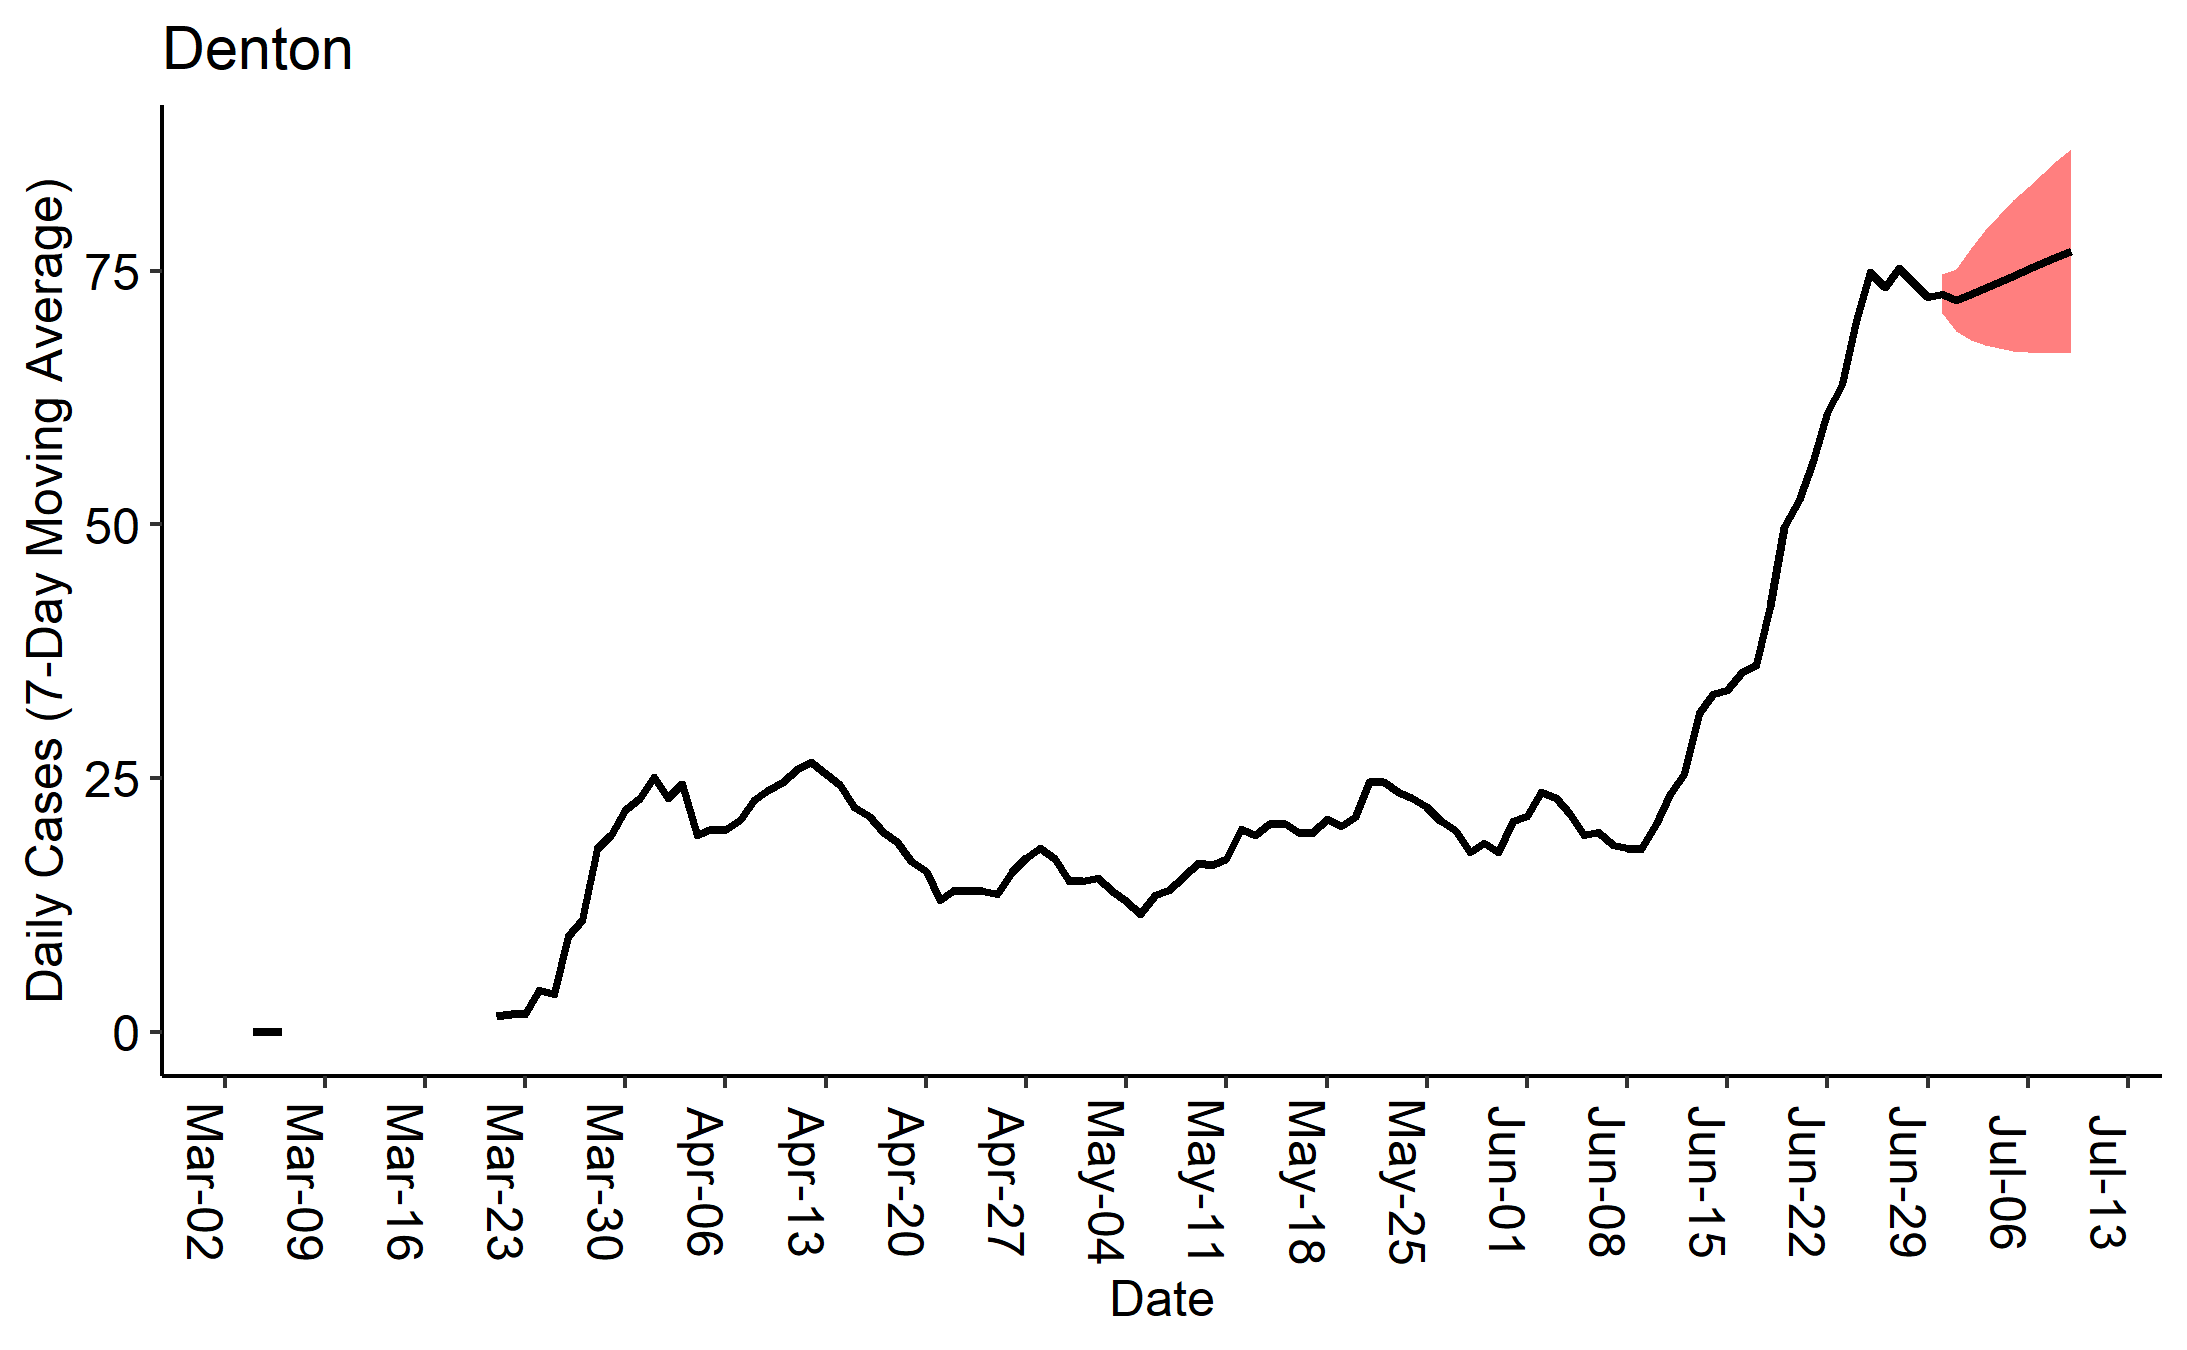 Denton
Daily Cases (7-Day Moving Average)
75
50
25
0
Mar-02
Mar-09
Mar-16
Mar-23
Mar-30
Apr-06
Apr-13
Apr-20
Apr-27
May-04
May-11
May-18
May-25
Jun-01
Jun-08
Jun-15
Jun-22
Jun-29
Jul-06
Jul-13
Date